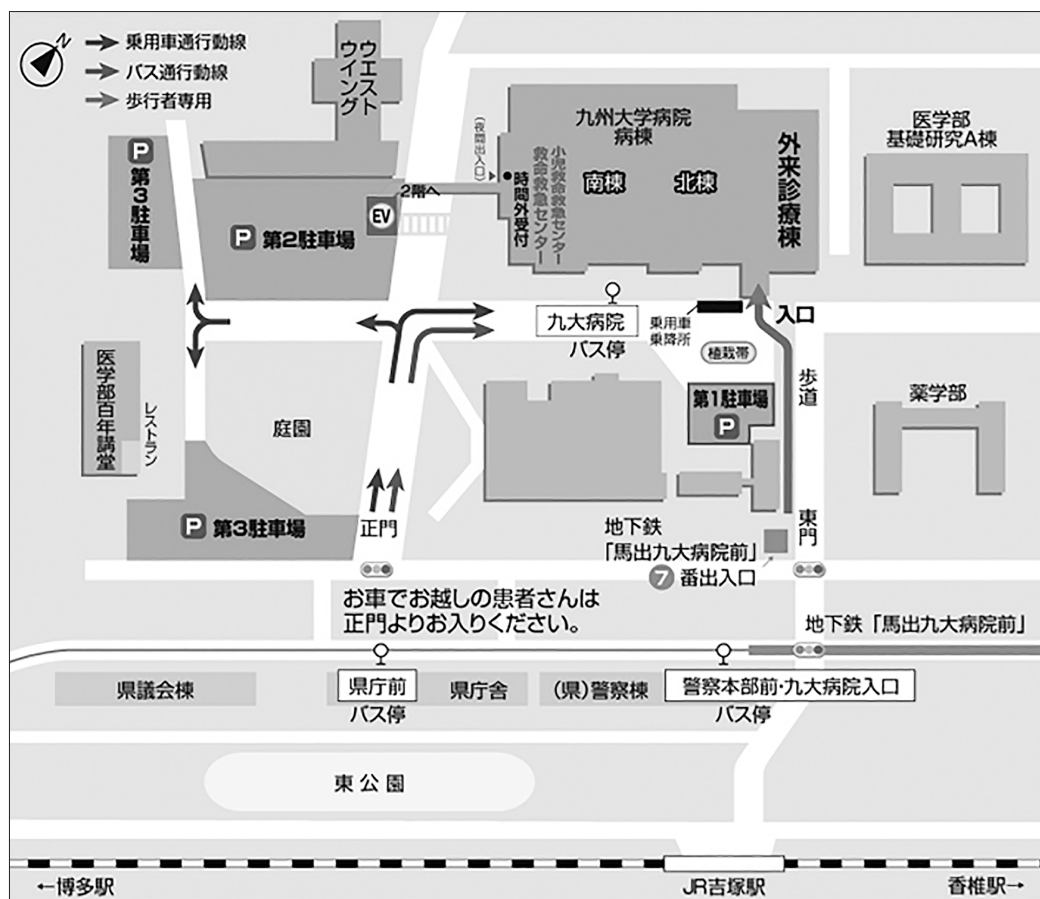 N
乗用車通行動線
バス通行動線
歩行者専用
ウエスト
ウイング
P
第3駐車場
P 第2駐車場
EV
2階へ
(夜間出入口)
時間外受付
救命救急センター
小児救命救急センター
九州大学病院
病棟
南棟
北棟
外来診療棟
医学部
基礎研究A棟
九大病院
バス停
乗用車
乗降所
入口
植栽帯
第1駐車場
P
歩道
薬学部
医学部百年講堂
レストラン
庭園
P 第3駐車場
正門
地下鉄
「馬出九大病院前」
7 番出入口
東門
お車でお越しの患者さんは
正門よりお入りください。
地下鉄「馬出九大病院前」
県議会棟
県庁前
バス停
県庁舎
(県)警察棟
警察本部前・九大病院入口
バス停
東公園
←博多駅
JR吉塚駅
香椎駅→